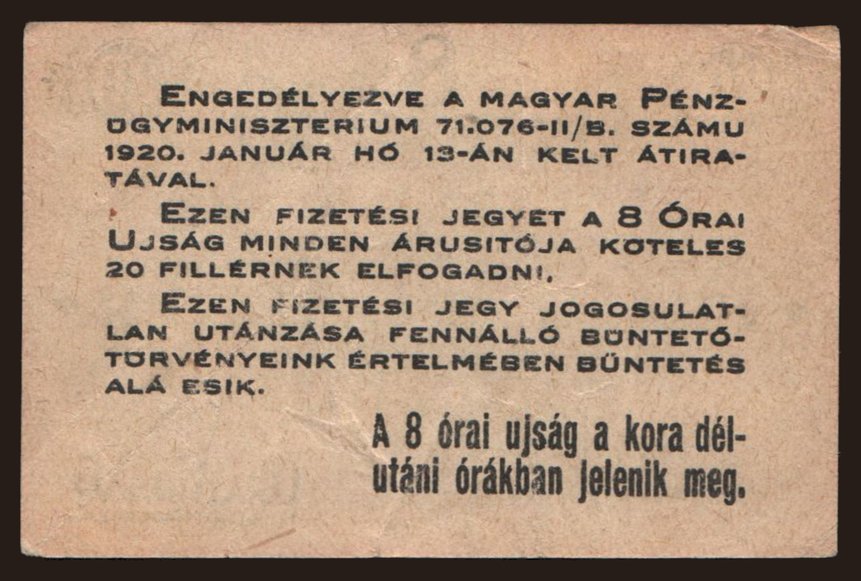 ENGEDÉLYEZVE A MAGYAR PÉNZ-
ÜGYMINISZTERIUM 71.076-II/B. SZÁMU
1920. JANUÁR HÓ 13-ÁN KELT ÁTIRA-
TÁVAL.
EZEN FIZETÉSI JEGYET A 8 ÓRAI
UJSÁG MINDEN ÁRUSITÓJA KÖTELES
20 FILLÉRNEK ELFOGADNI.
EZEN FIZETÉSI JEGY JOGOSULAT-
LAN UTÁNZÁSA FENNÁLLÓ BÜNTETŐ-
TÖRVÉNYEINK ÉRTELMÉBEN BÜNTETÉS
ALÁ ESIK.
A 8 órai ujság a kora dél-
utáni órákban jelenik meg.